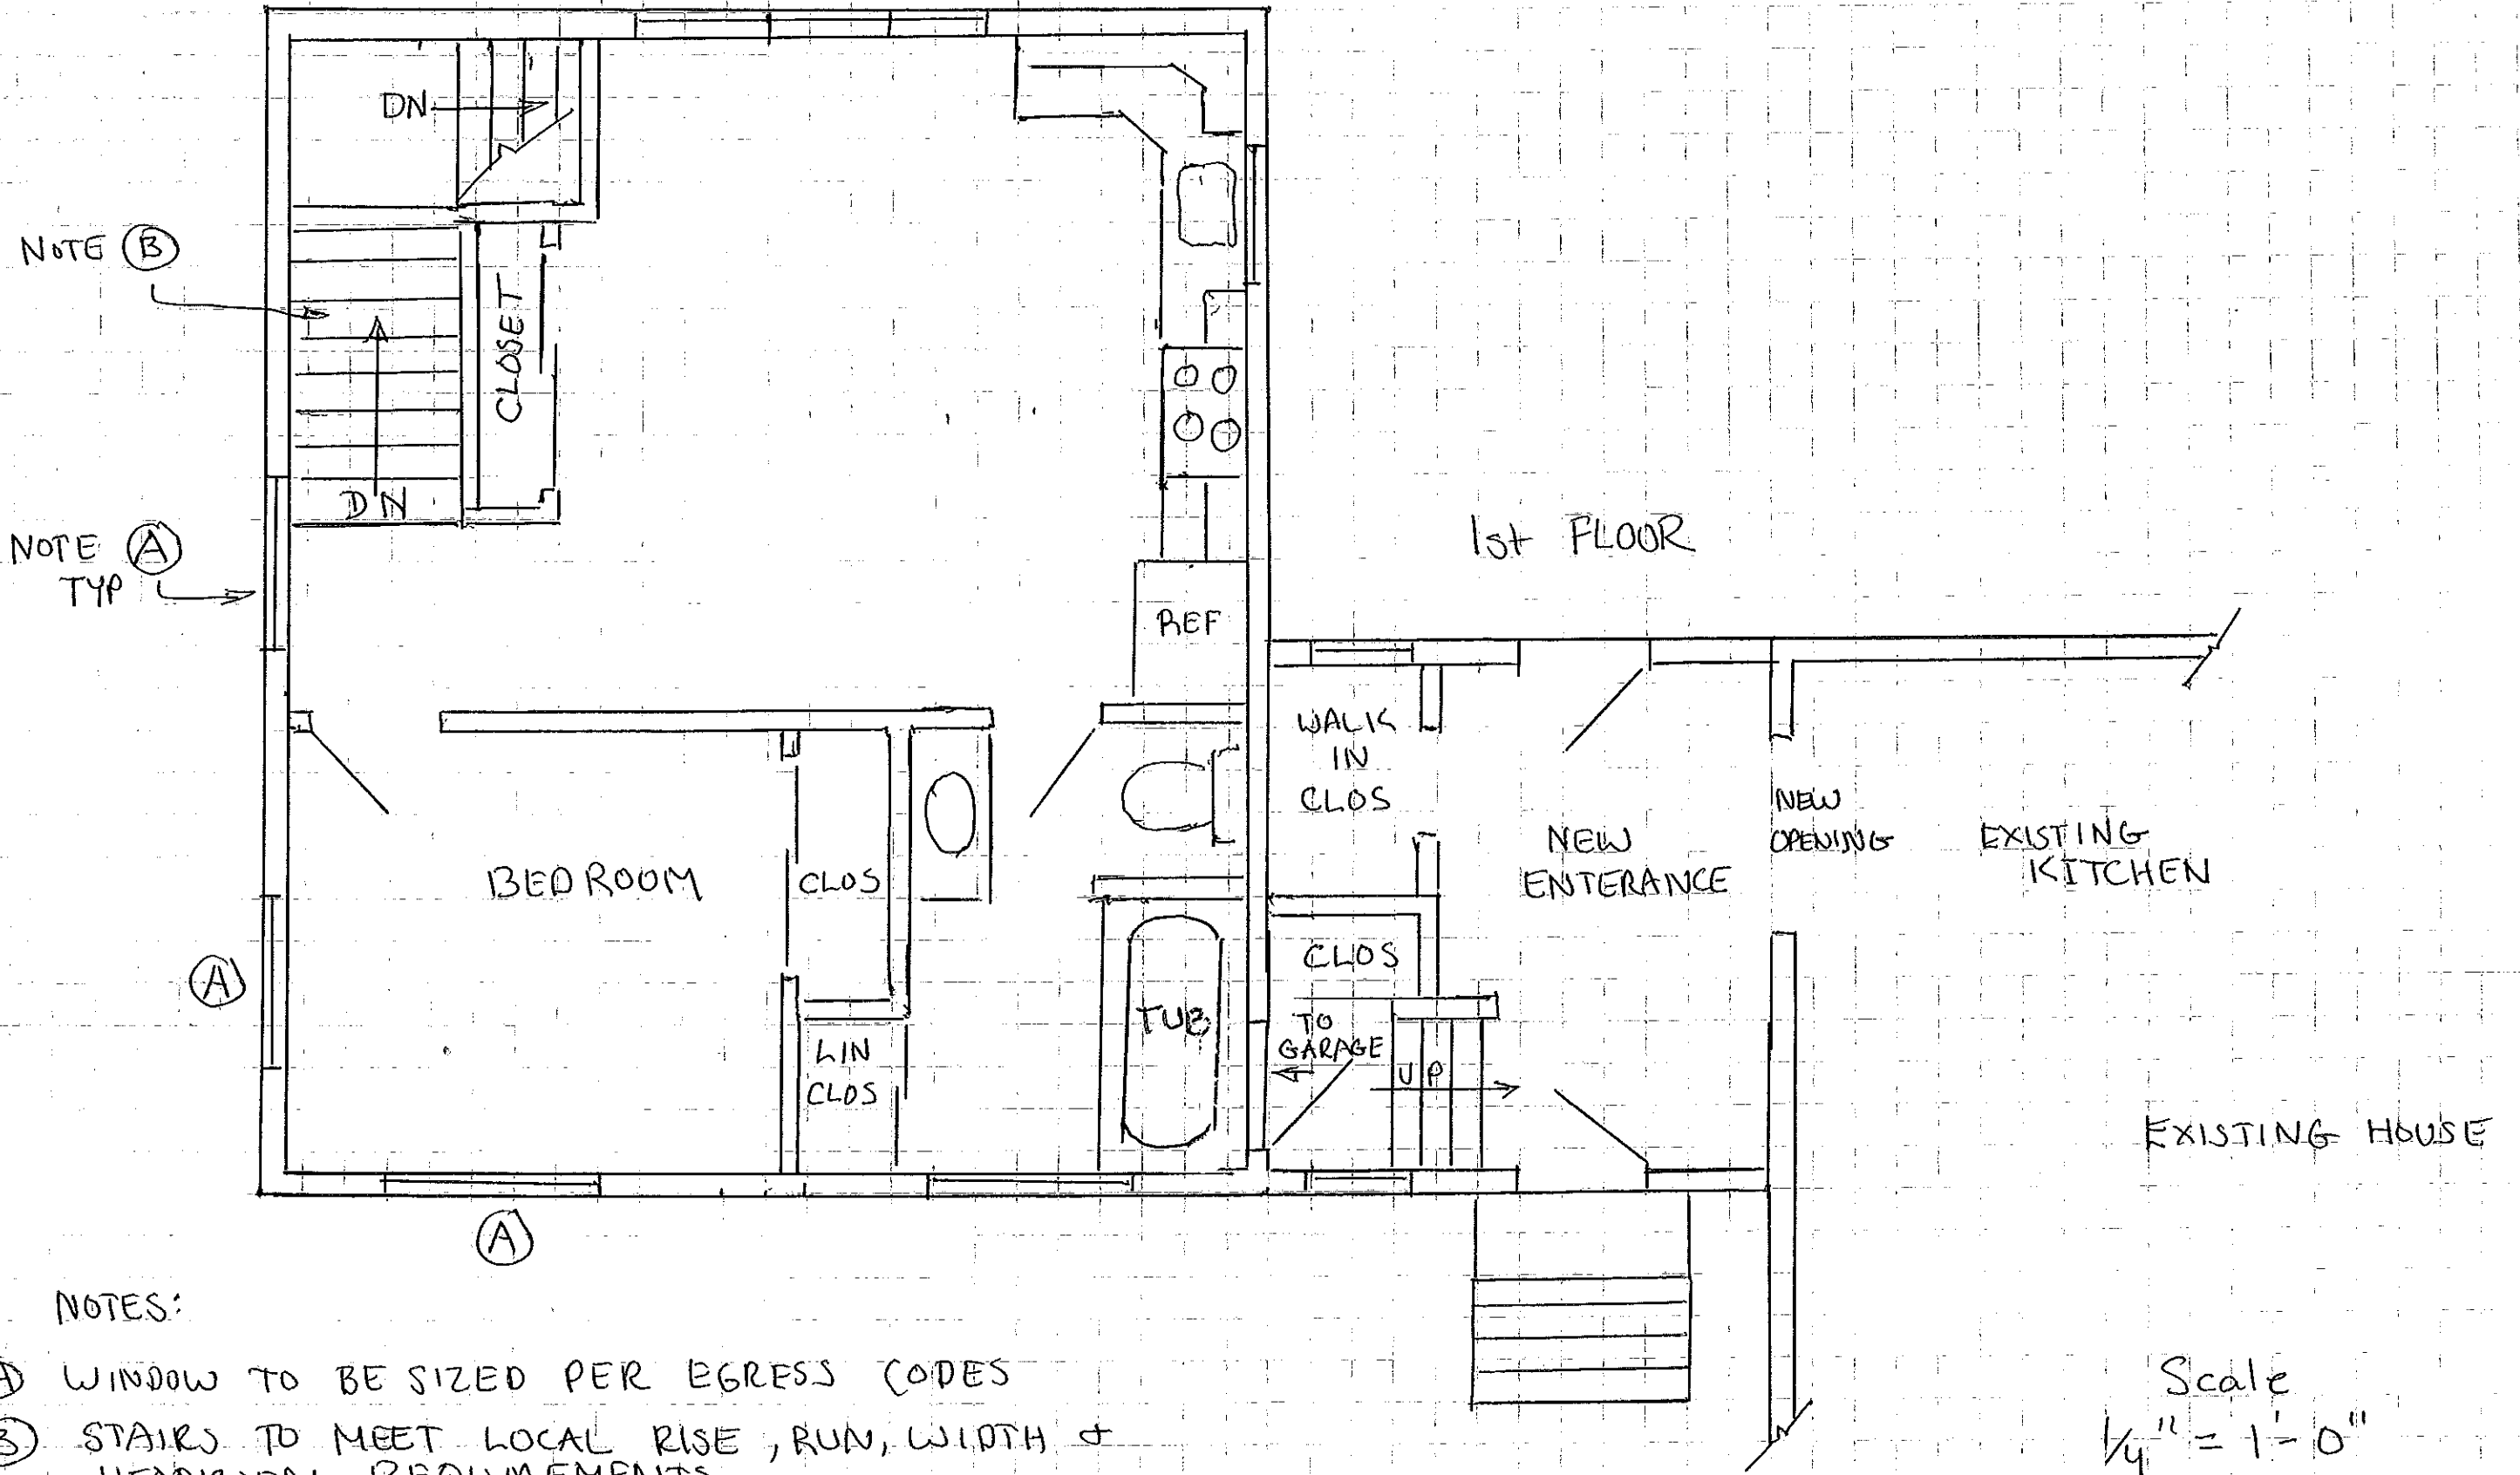 DN
NOTE B
CLOSET
DN
NOTE A
TYP
REF
1st FLOOR
WALK
IN
CLOS
NEW
ENTERANCE
NEW
OPENING
EXISTING
KITCHEN
BEDROOM
CLOS
CLOS
A
TUB
TO
GARAGE
UP
LIN
CLOS
EXISTING HOUSE
A
NOTES:
A WINDOW TO BE SIZED PER EGRESS CODES
B STAIRS TO MEET LOCAL RISE, RUN, WIDTH &
REQUIREMENTS
Scale
1/4" = 1'-0"